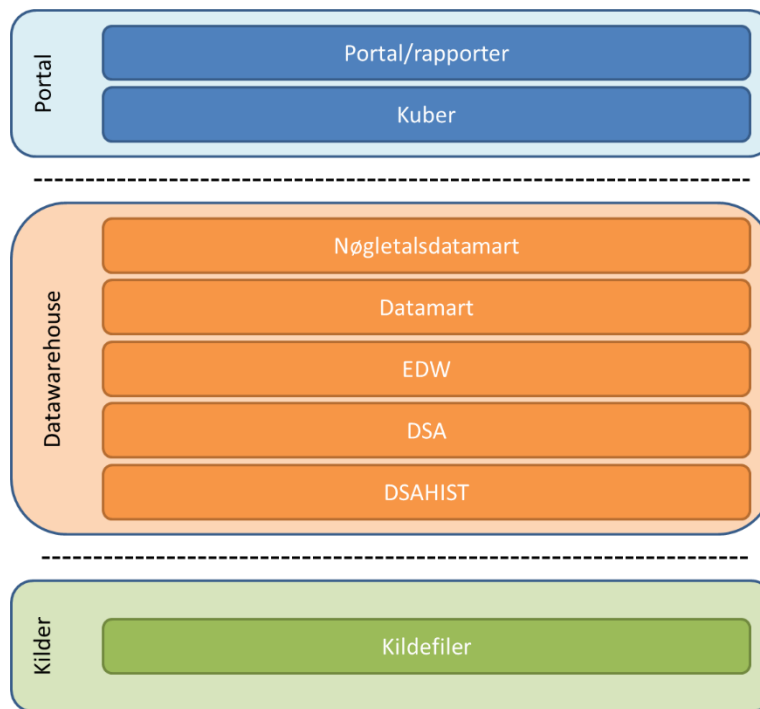 Portal
Portal/rapporter
Kuber
Datawarehouse
Nøgletalsdatamart
Datamart
EDW
DSA
DSAHIST
Kilder
Kildefiler